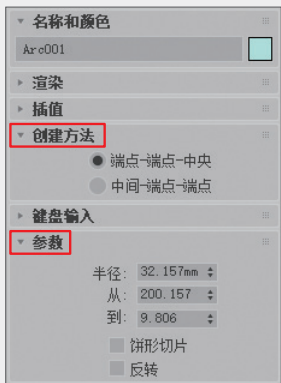 名称和颜色
Arc001
渲染
插值
创建方法
端点-端点-中央
中间-端点-端点
键盘输入
参数
半径: 32.157mm
从: 200.157
到: 9.806
饼形切片
反转